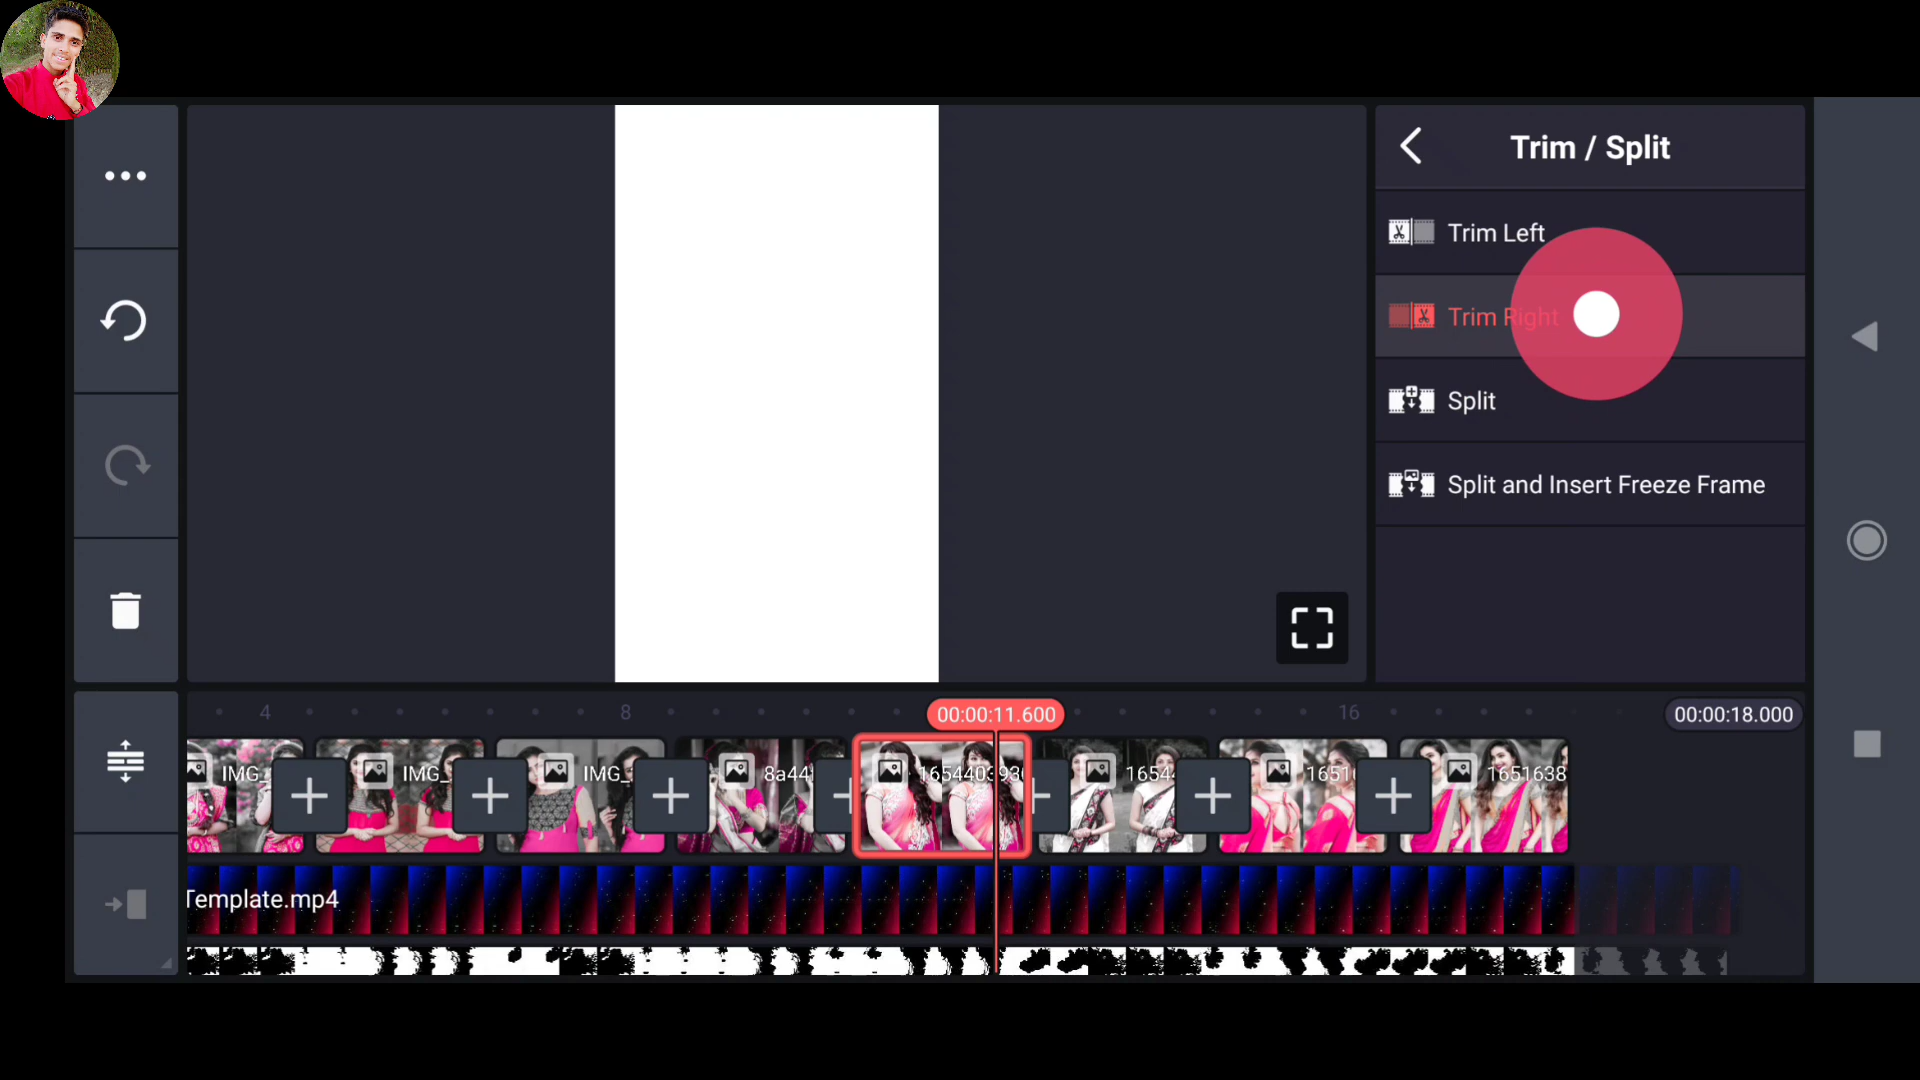 Trim / Split
Trim Left
Trim Right
Split
Split and Insert Freeze Frame
4
8
00:00:11.600
16
00:00:18.000
IMG_
IMG_
IMG_
8a44
1654403930
1654
1651
1651638
Template.mp4